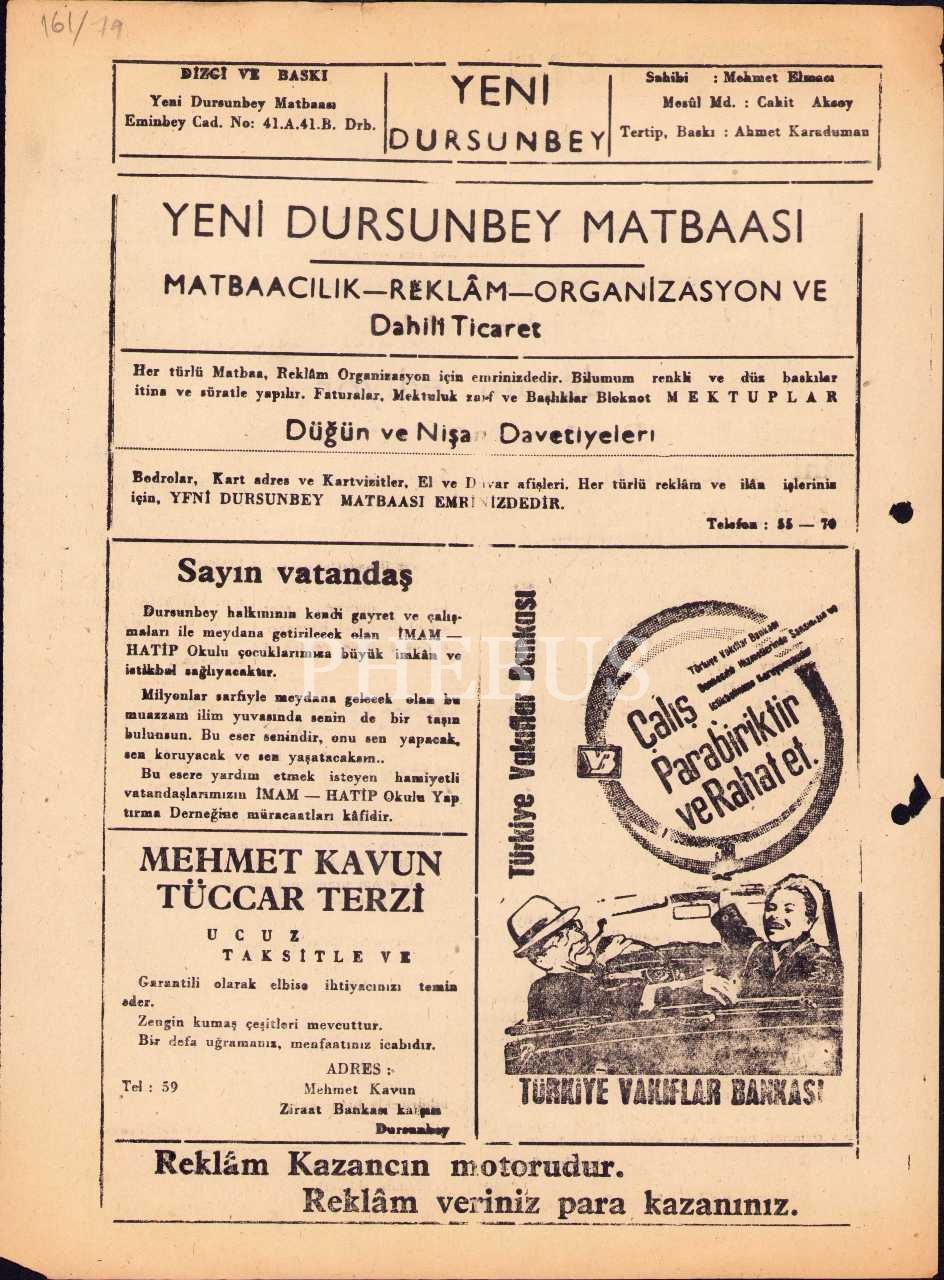 161/19
DİZGİ VE BASKI
Yeni Dursunbey Matbaası
Eminbey Cad. No: 41.A.41.B. Drb.
YENİ
DURSUNBEY
Sahibi : Mehmet Elmacı
Mesûl Md. : Cahit Aksoy
Tertip, Baskı : Ahmet Karaduman
YENİ DURSUNBEY MATBAASI
MATBAACILIK—REKLÂM—ORGANİZASYON VE
Dahili Ticaret
Her türlü Matbaa, Reklâm Organizasyon için emrinizdedir. Bilumum renkli ve düz baskılar
itina ve süratle yapılır. Faturalar, Mektuluk zarf ve Başlıklar Bloknot MEKTUPLAR
Düğün ve Nişan Davetiyeleri
Bodrolar, Kart adres ve Kartvizitler, El ve Duvar afişleri. Her türlü reklâm ve ilân işleriniz
için, YFNİ DURSUNBEY MATBAASI EMRİNİZDEDİR.
Telefon : 55 — 70
Sayın vatandaş
Dursunbey halkınının kendi gayret ve çalış-
maları ile meydana getirilecek olan İMAM —
HATİP Okulu çocuklarımıza büyük imkân ve
istikbal sağlıyacaktır.
Milyonlar sarfiyle meydana gelecek olan bu
muazzam ilim yuvasında senin de bir taşın
bulunsun. Bu eser senindir, onu sen yapacak,
sen koruyacak ve sen yaşatacaksın..
Bu esere yardım etmek isteyen hamiyetli
vatandaşlarımızın İMAM — HATİP Okulu Yap
tırma Derneğine müracaatları kâfidir.
MEHMET KAVUN
TÜCCAR TERZİ
UCUZ
TAKSİTLE VE
Garantili olarak elbise ihtiyacınızı temin
eder.
Zengin kumaş çeşitleri mevcuttur.
Bir defa uğramanız, menfaatınız icabıdır.
ADRES :
Tel : 59
Mehmet Kavun
Ziraat Bankası karşısı
Dursunbey
Türkiye Vakıflar Bankası
Türkiye Vakıflar Bankası
Bankacılık Hizmetlerinde
Çalış
Parabiriktir
ve Rahat et.
VB
TÜRKİYE VAKIFLAR BANKASI
Reklâm Kazancın motorudur.
Reklâm veriniz para kazanınız.
PHEBUS